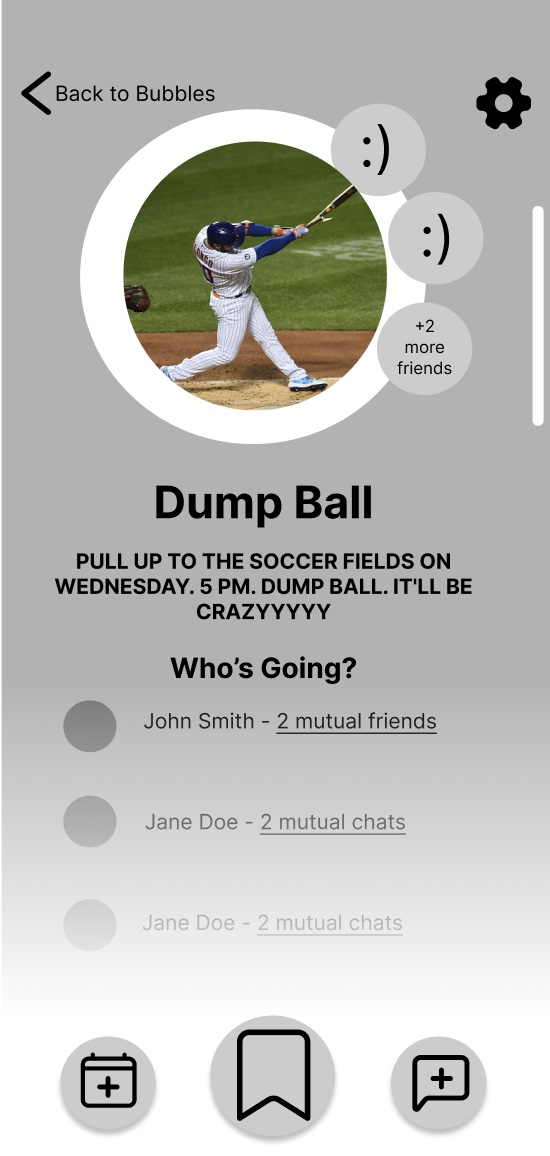 Back to Bubbles
:)
:)
+2
more
friends
Dump Ball
PULL UP TO THE SOCCER FIELDS ON
WEDNESDAY. 5 PM. DUMP BALL. IT'LL BE
CRAZYYYYY
Who’s Going?
John Smith - 2 mutual friends
Jane Doe - 2 mutual chats
Jane Doe - 2 mutual chats